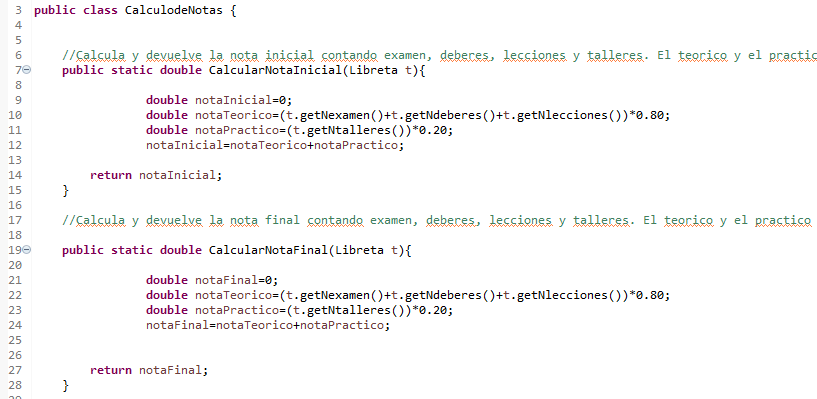 3 public class CalculodeNotas {
4
5
6 //Calcula y devuelve la nota inicial contando examen, deberes, lecciones y talleres. El teorico y el practic
7 public static double CalcularNotaInicial(Libreta t){
8
9 double notaInicial=0;
10 double notaTeorico=(t.getNexamen()+t.getNdeberes()+t.getNlecciones())*0.80;
11 double notaPractico=(t.getNtalleres())*0.20;
12 notaInicial=notaTeorico+notaPractico;
13
14 return notaInicial;
15 }
16
17 //Calcula y devuelve la nota final contando examen, deberes, lecciones y talleres. El teorico y el practico
18
19 public static double CalcularNotaFinal(Libreta t){
20
21 double notaFinal=0;
22 double notaTeorico=(t.getNexamen()+t.getNdeberes()+t.getNlecciones())*0.80;
23 double notaPractico=(t.getNtalleres())*0.20;
24 notaFinal=notaTeorico+notaPractico;
25
26
27 return notaFinal;
28 }